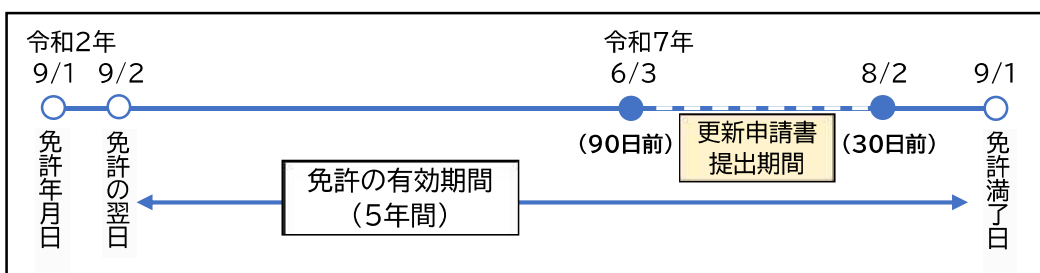 令和2年
令和7年
9/1
9/2
6/3
8/2
9/1
免許年月日
免許の翌日
(90日前)
更新申請書
提出期間
(30日前)
免許満了日
免許の有効期間
(5年間)